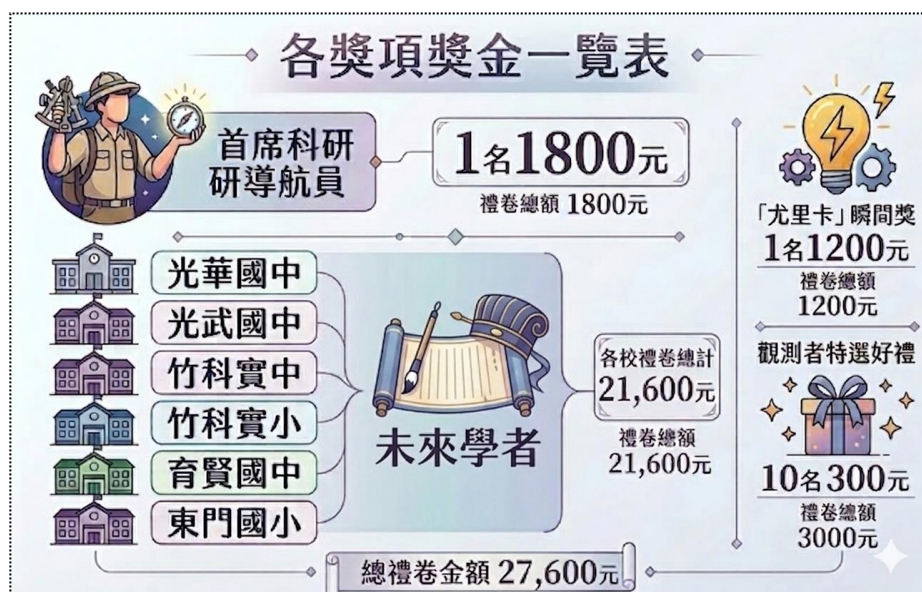 各獎項獎金一覽表
首席科研
研導航員
1名1800元
禮卷總額 1800元
光華國中
光武國中
竹科實中
竹科實小
育賢國中
東門國小
未來學者
各校禮卷總計
21,600元
禮卷總額
21,600元
「尤里卡」瞬間獎
1名1200元
禮卷總額
1200元
觀測者特選好禮
10名300元
禮卷總額
3000元
總禮卷金額 27,600元